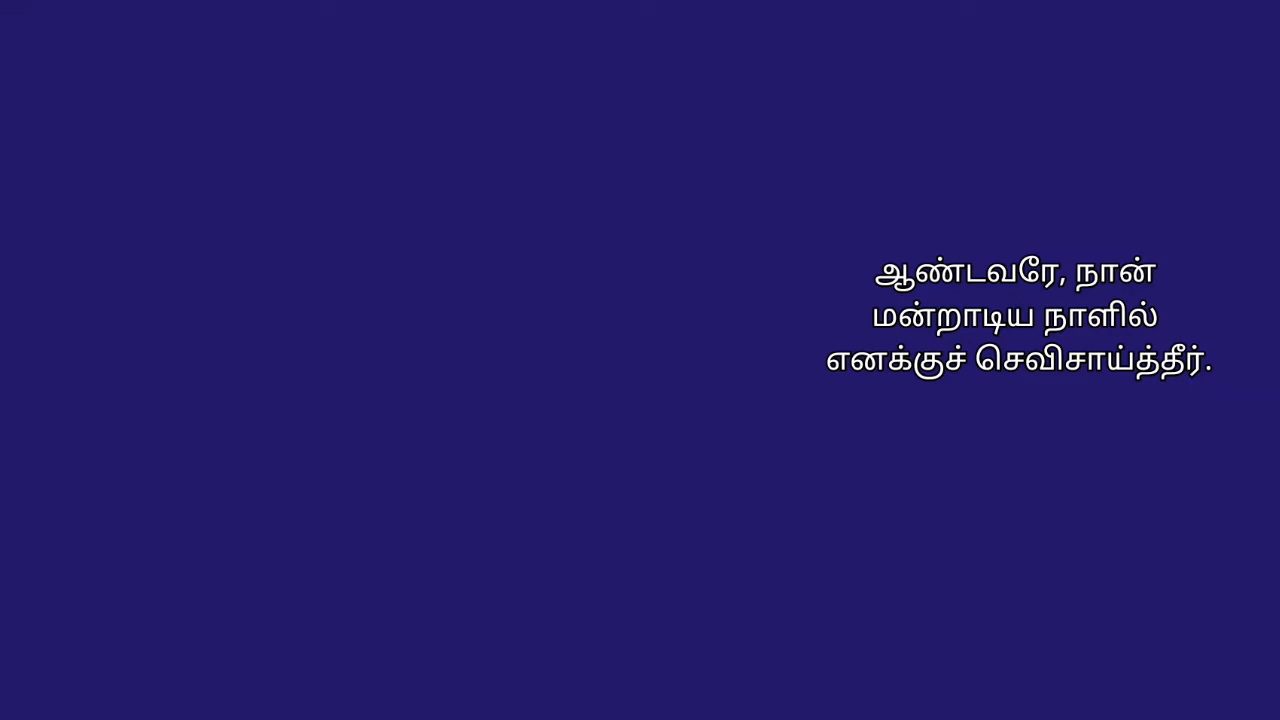 ஆண்டவரே, நான்
மன்றாடிய நாளில்
எனக்குச் செவிசாய்த்தீர்.